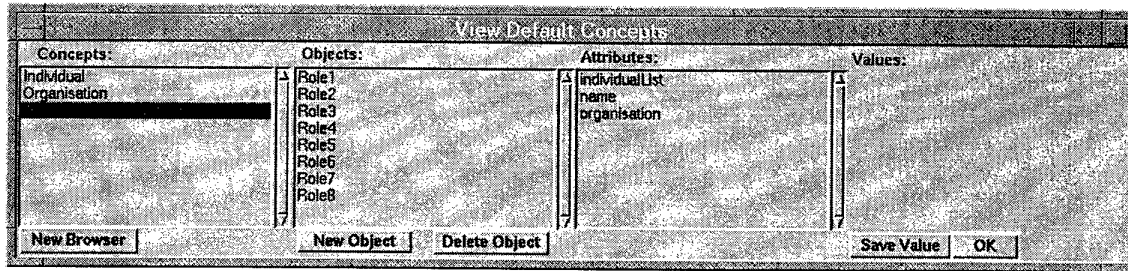 View Default Concepts
Concepts:
Individual
Organisation
New Browser
Objects:
Role1
Role2
Role3
Role4
Role5
Role6
Role7
Role8
New Object
Delete Object
Attributes:
individualList
name
organisation
Values:
Save Value
OK